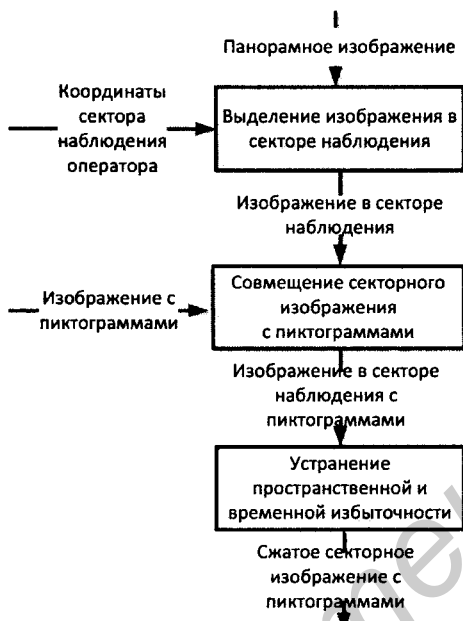 Панорамное изображение
Координаты
сектора
наблюдения
оператора
Выделение изображения в
секторе наблюдения
Изображение в секторе
наблюдения
Изображение с
пиктограммами
Совмещение секторного
изображения
с пиктограммами
Изображение в секторе
наблюдения с
пиктограммами
Устранение
пространственной и
временной избыточности
Сжатое секторное
изображение с
пиктограммами